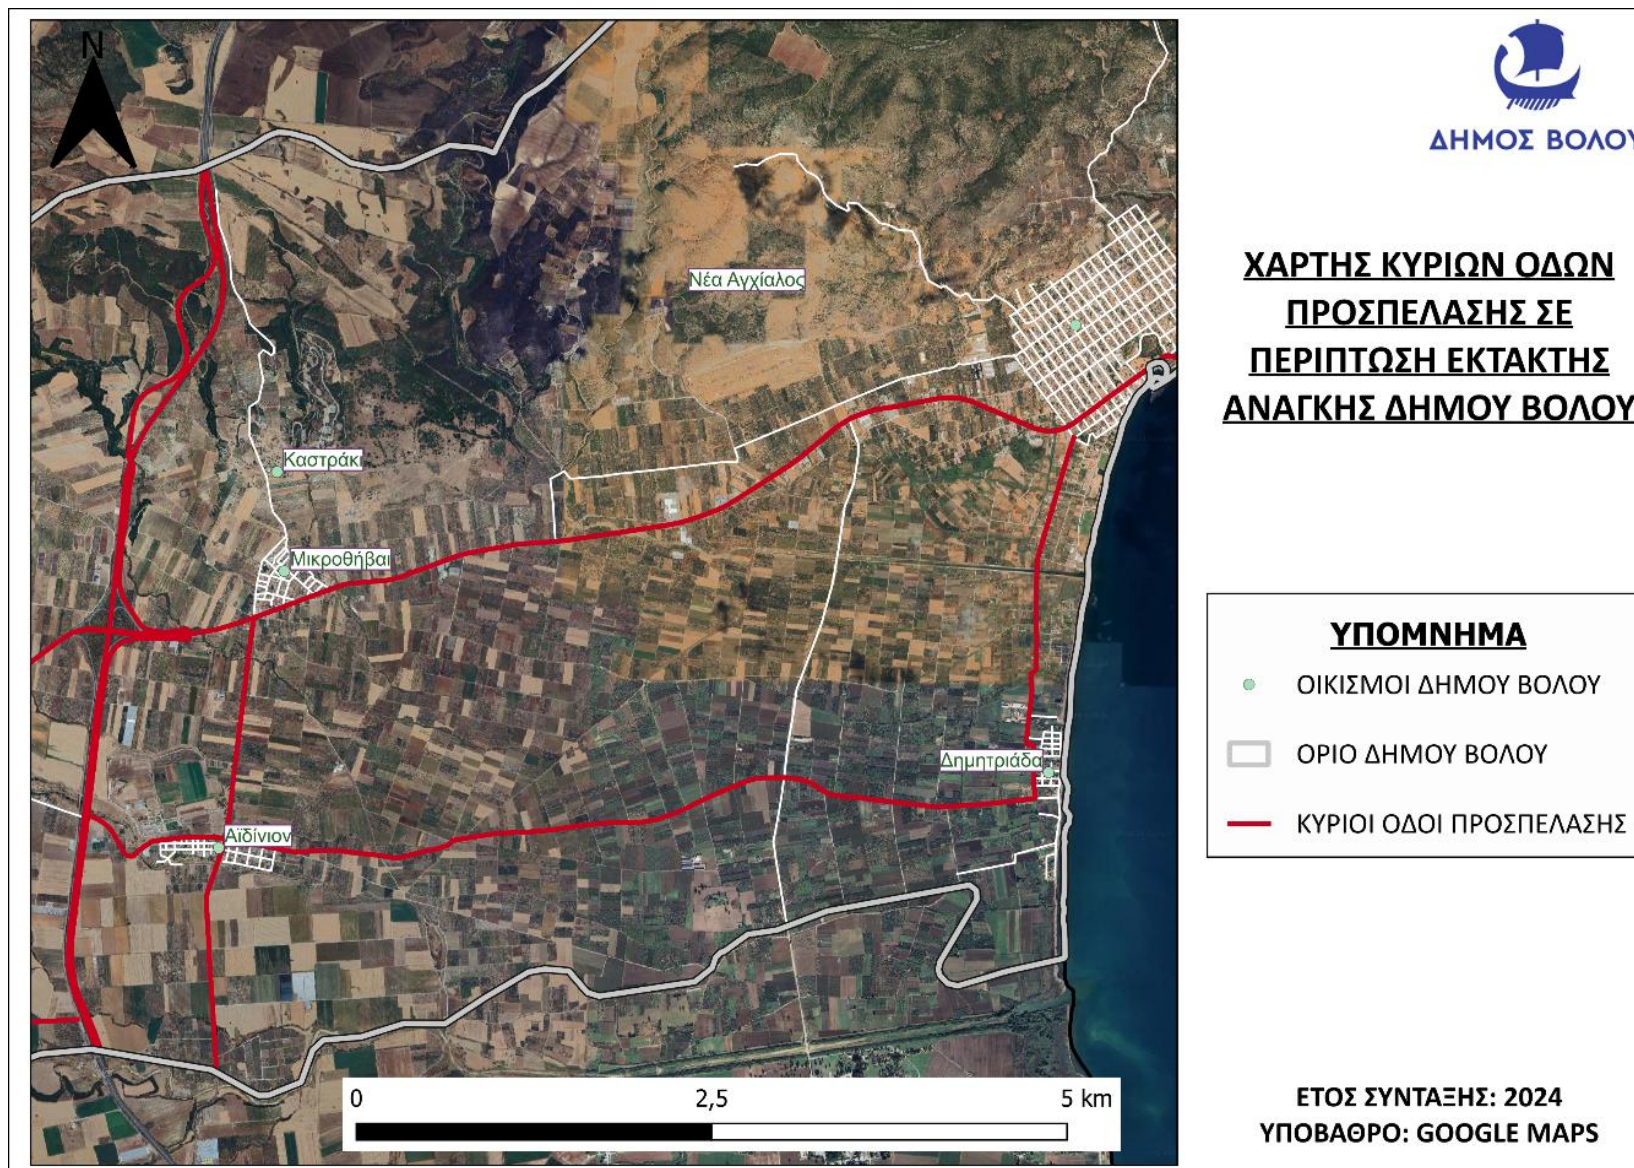 N
ΔΗΜΟΣ ΒΟΛΟΥ
ΧΑΡΤΗΣ ΚΥΡΙΩΝ ΟΔΩΝ
ΠΡΟΣΠΕΛΑΣΗΣ ΣΕ
ΠΕΡΙΠΤΩΣΗ ΕΚΤΑΚΤΗΣ
ΑΝΑΓΚΗΣ ΔΗΜΟΥ ΒΟΛΟΥ
Νέα Αγχίαλος
Καστράκι
Μικροθήβαι
Δημητριάδα
Αϊδίνιον
ΥΠΟΜΝΗΜΑ
ΟΙΚΙΣΜΟΙ ΔΗΜΟΥ ΒΟΛΟΥ
ΟΡΙΟ ΔΗΜΟΥ ΒΟΛΟΥ
ΚΥΡΙΟΙ ΟΔΟΙ ΠΡΟΣΠΕΛΑΣΗΣ
0 2,5 5 km
ΕΤΟΣ ΣΥΝΤΑΞΗΣ: 2024
ΥΠΟΒΑΘΡΟ: GOOGLE MAPS